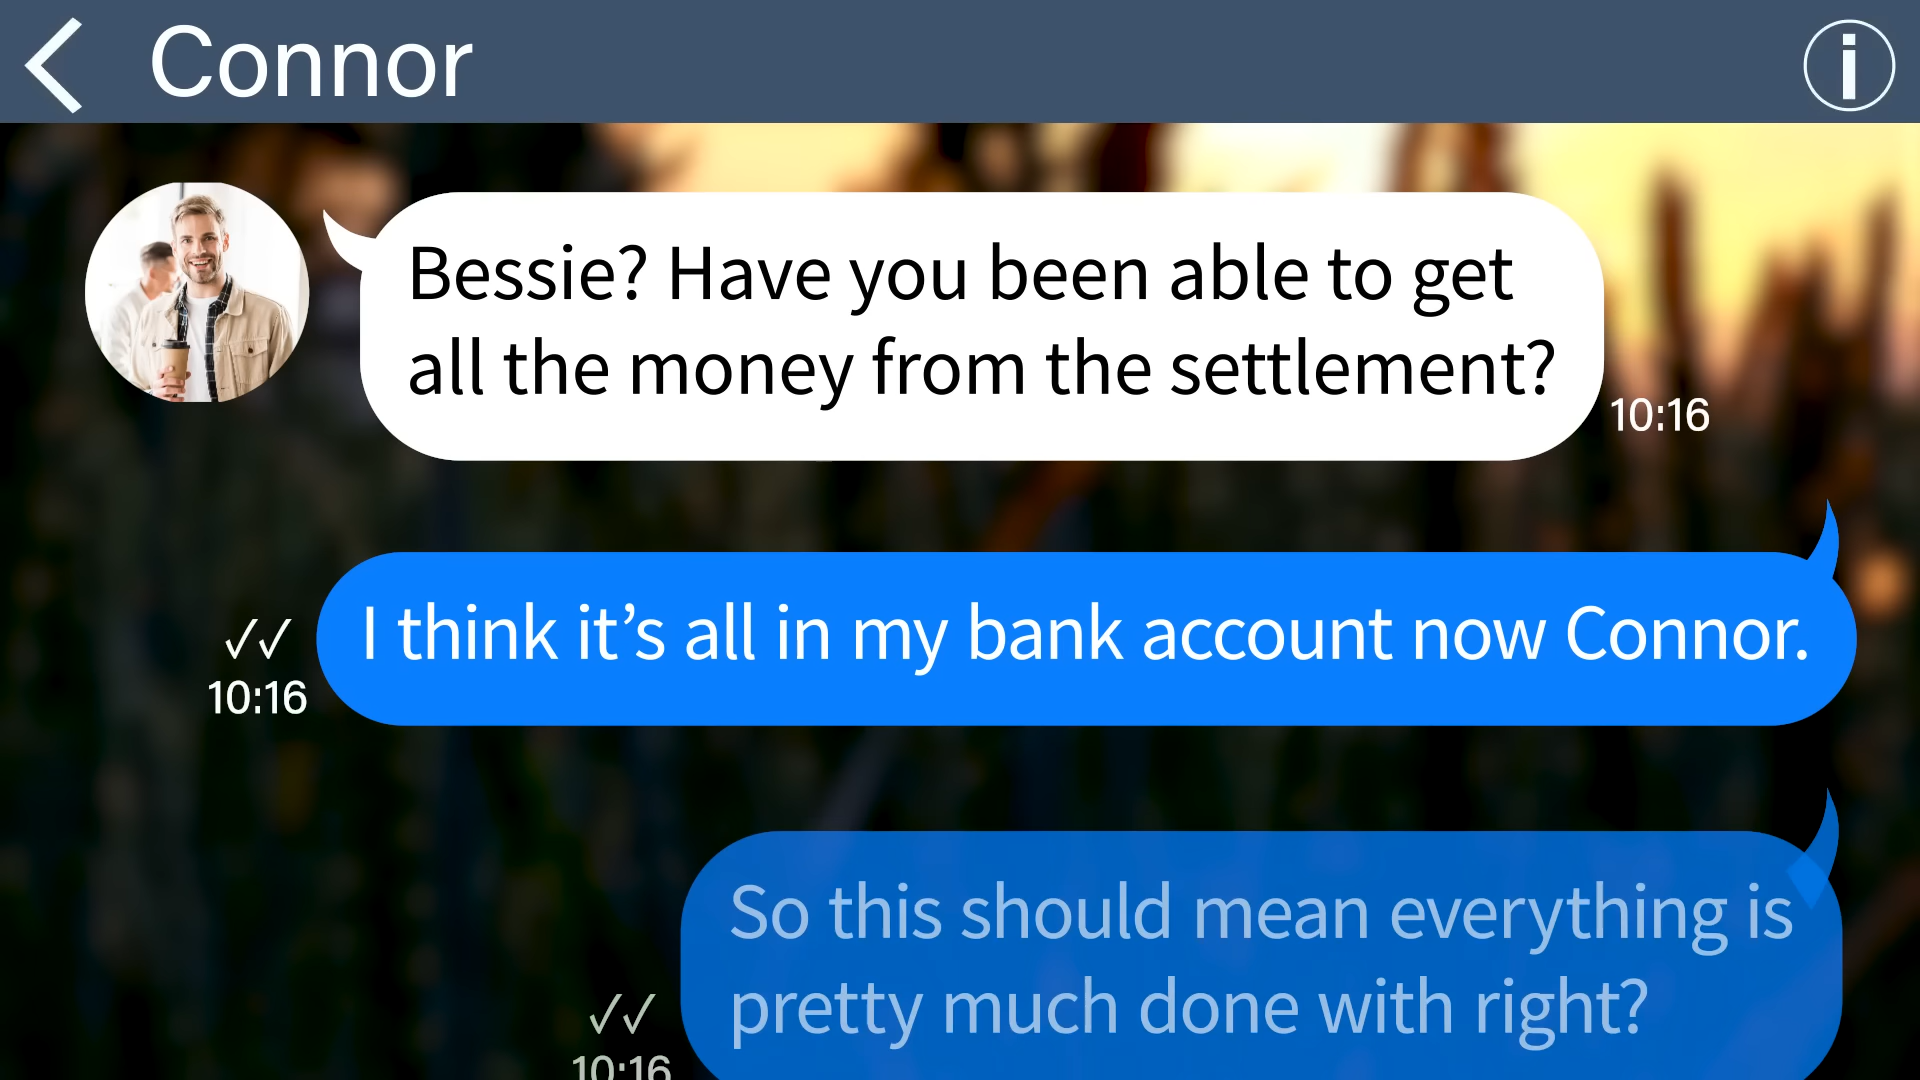 Connor
Bessie? Have you been able to get
all the money from the settlement?
10:16
I think it’s all in my bank account now Connor.
10:16
So this should mean everything is
pretty much done with right?
10:16